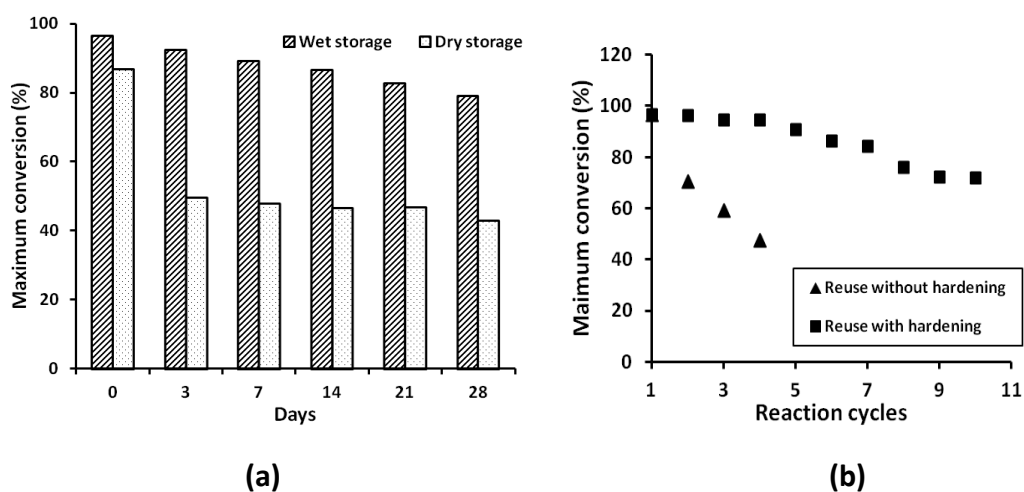 100
80
60
40
20
0
Maximum conversion (%)
Wet storage Dry storage
0 3 7 14 21 28
Days
(a)
120
100
80
60
40
20
0
Maimum conversion (%)
Reuse without hardening
Reuse with hardening
1 3 5 7 9 11
Reaction cycles
(b)